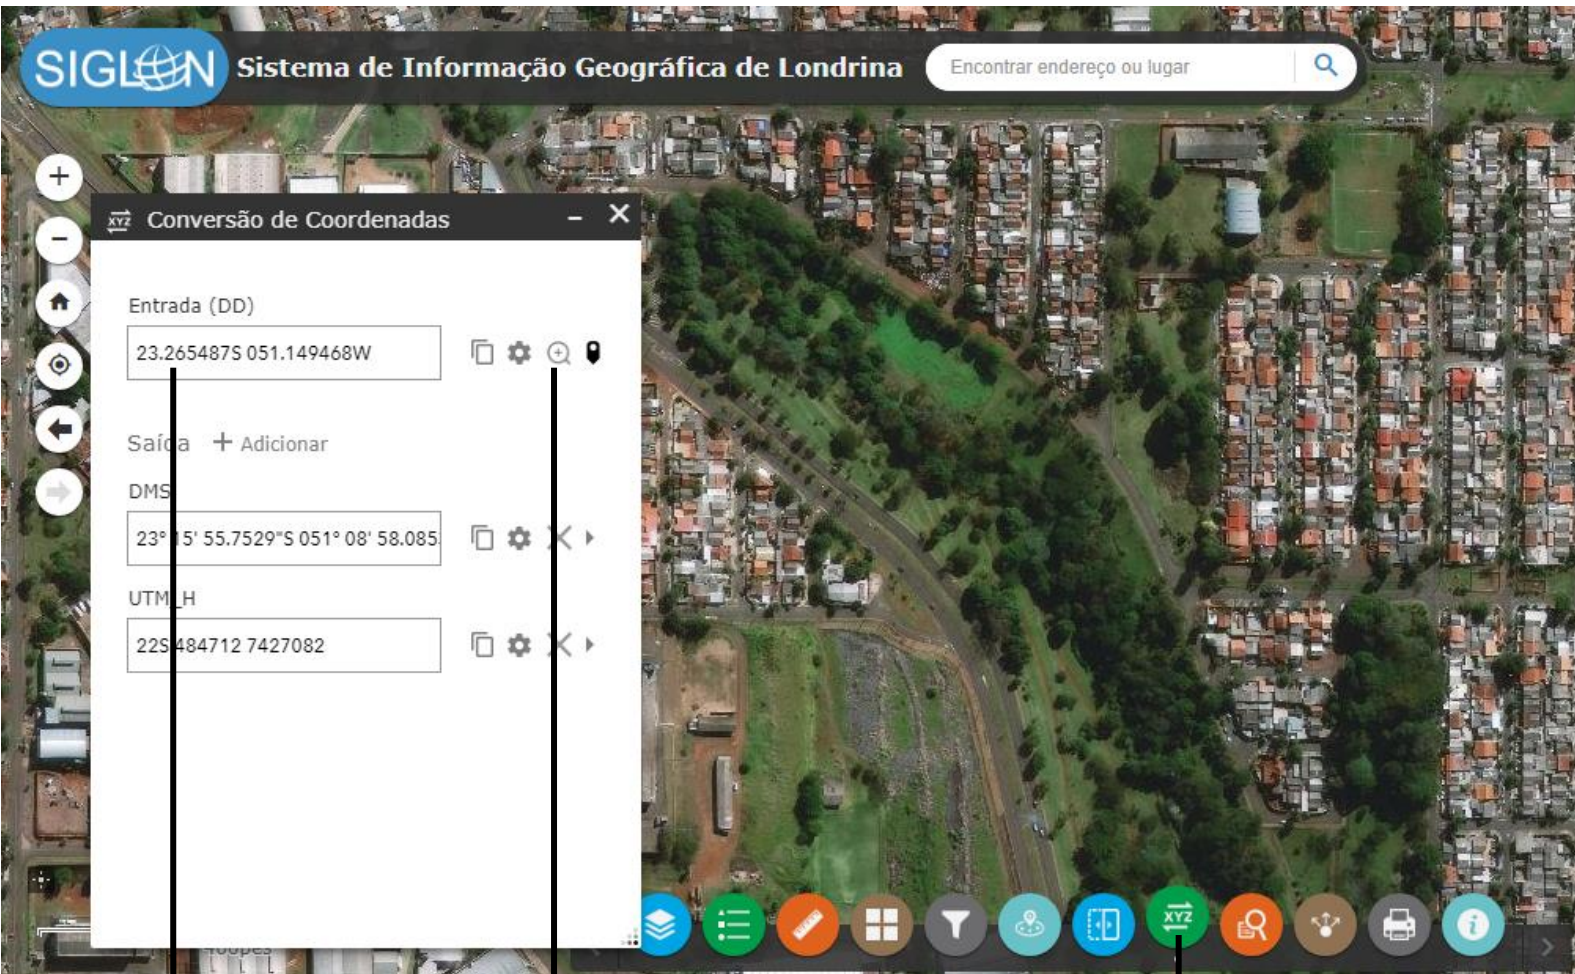 SIGLON
Sistema de Informação Geográfica de Londrina
Encontrar endereço ou lugar
XYZ Conversão de Coordenadas
Entrada (DD)
23.265487S 051.149468W
Saída + Adicionar
DMS
23° 15' 55.7529"S 051° 08' 58.085
UTM_H
22S 484712 7427082
XYZ